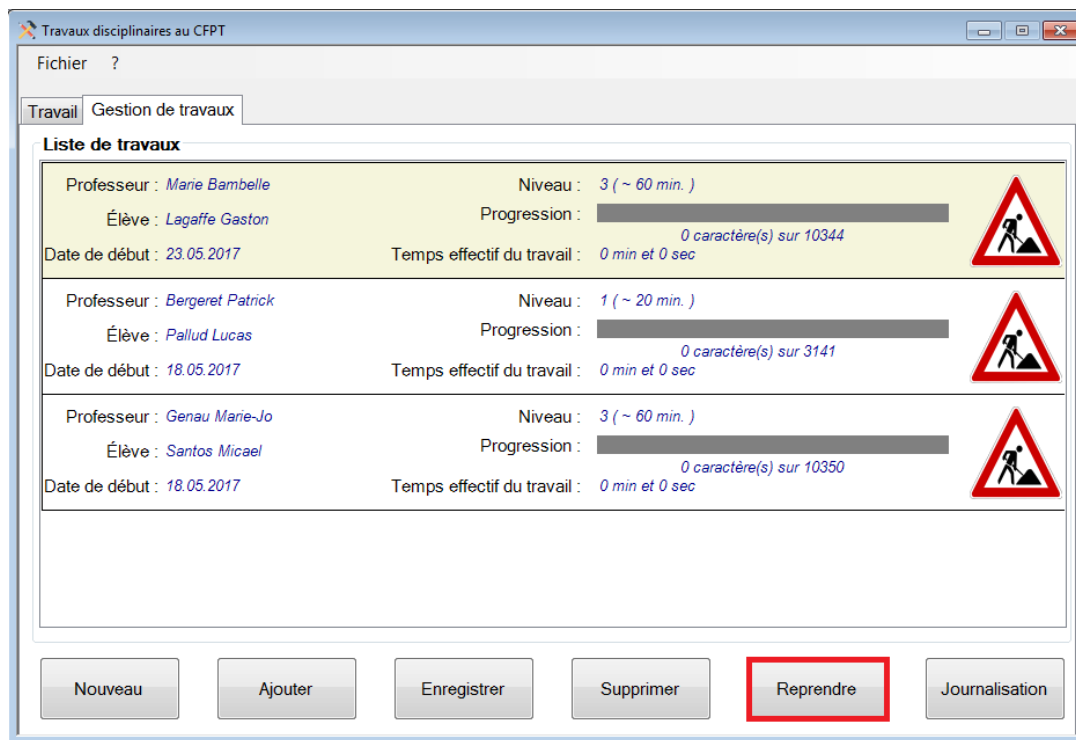 Travaux disciplinaires au CFPT
Fichier ?
Travail Gestion de travaux
Liste de travaux
Professeur : Marie Bambelle Niveau : 3 ( ~ 60 min. )
Élève : Lagaffe Gaston Progression :
0 caractère(s) sur 10344
Date de début : 23.05.2017 Temps effectif du travail : 0 min et 0 sec
Professeur : Bergeret Patrick Niveau : 1 ( ~ 20 min. )
Élève : Pallud Lucas Progression :
0 caractère(s) sur 3141
Date de début : 18.05.2017 Temps effectif du travail : 0 min et 0 sec
Professeur : Genau Marie-Jo Niveau : 3 ( ~ 60 min. )
Élève : Santos Micael Progression :
0 caractère(s) sur 10350
Date de début : 18.05.2017 Temps effectif du travail : 0 min et 0 sec
Nouveau Ajouter Enregistrer Supprimer Reprendre Journalisation